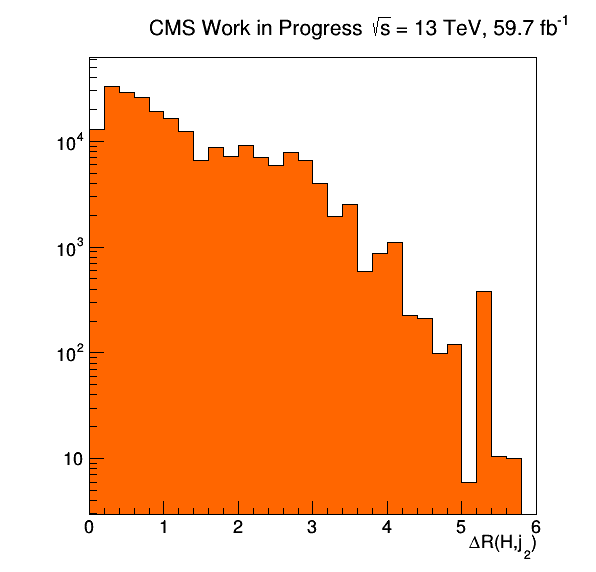 CMS Work in Progress √s = 13 TeV, 59.7 fb⁻¹
10⁴
10³
10²
10
0 1 2 3 4 5 6
ΔR(H,j₂)